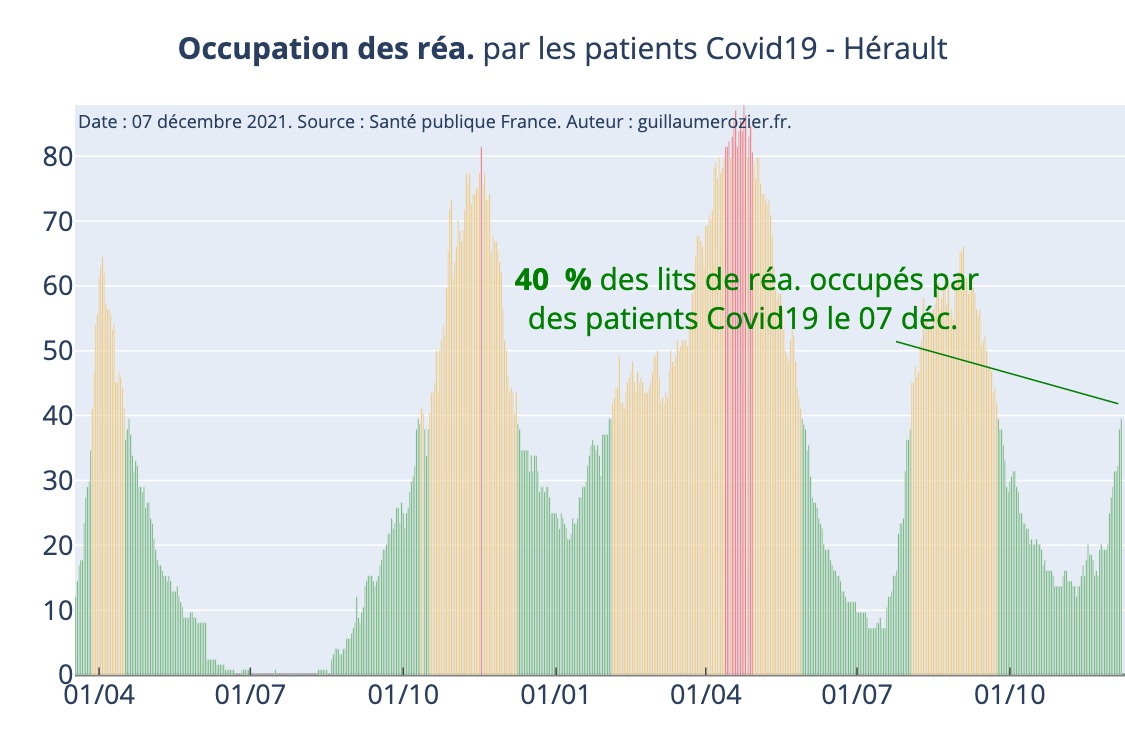 Occupation des réa. par les patients Covid19 - Hérault
Date : 07 décembre 2021. Source : Santé publique France. Auteur : guillaumerozier.fr.
80
70
60
40 % des lits de réa. occupés par
des patients Covid19 le 07 déc.
50
40
30
20
10
0
01/04 01/07 01/10 01/01 01/04 01/07 01/10